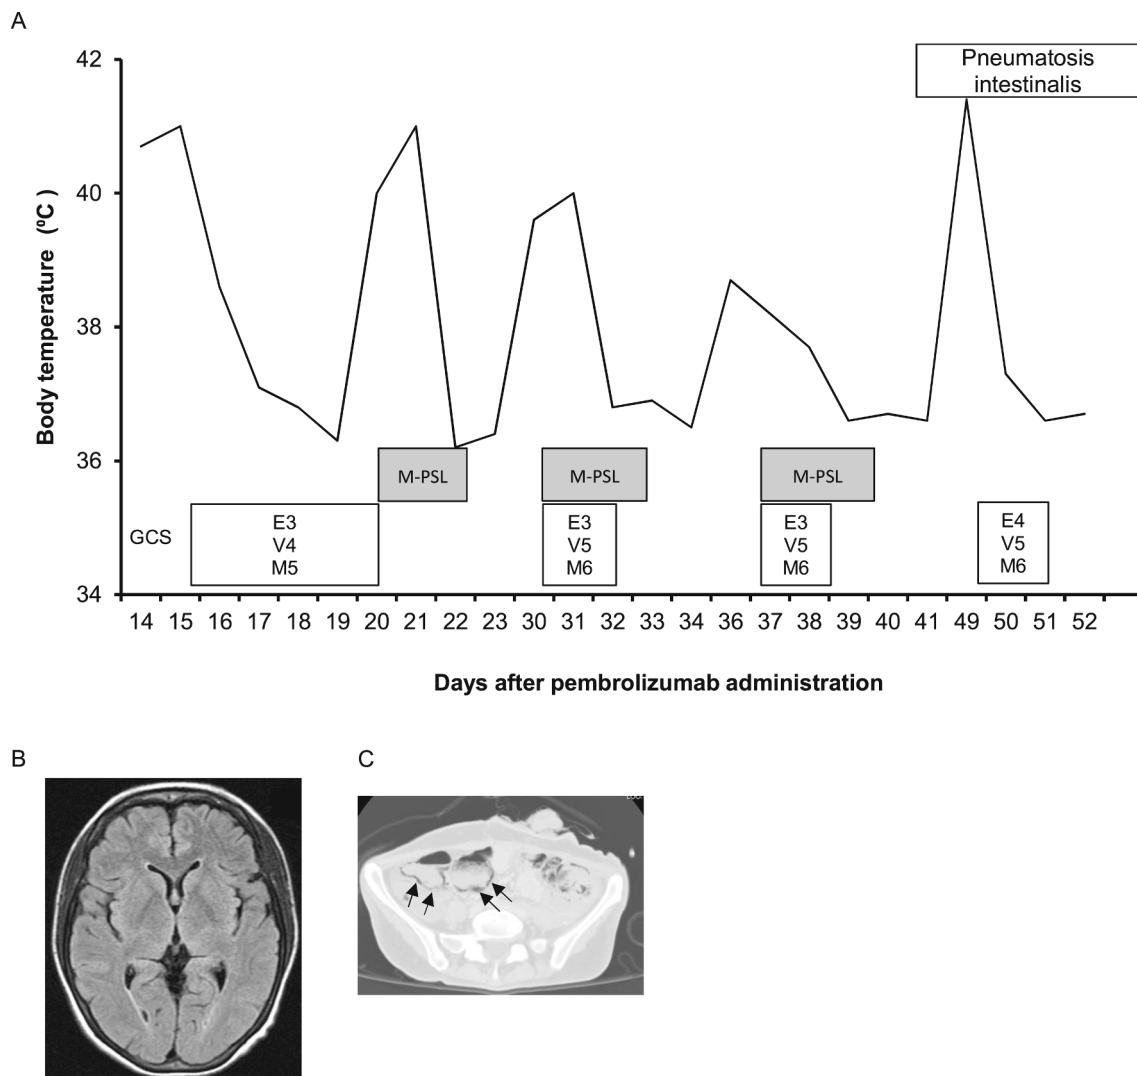 A
Pneumatosis
intestinalis
42
40
38
36
34
Body temperature (ºC)
M-PSL
M-PSL
M-PSL
GCS
E3
V4
M5
E3
V5
M6
E3
V5
M6
E4
V5
M6
14 15 16 17 18 19 20 21 22 23 30 31 32 33 34 36 37 38 39 40 41 49 50 51 52
Days after pembrolizumab administration
B
C